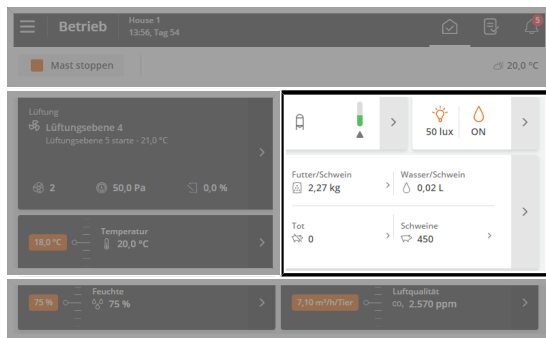 Betrieb
House 1
13:56, Tag 54
5
Mast stoppen
20,0 °C
Lüftung
Lüftungsebene 4
Lüftungsebene 5 starte - 21,0 °C
2
50,0 Pa
0,0 %
50 lux
ON
Futter/Schwein
2,27 kg
Wasser/Schwein
0,02 L
Tot
0
Schweine
450
Temperatur
18,0 °C
20,0 °C
Feuchte
75 %
75 %
Luftqualität
7,10 m³/h/Tier
CO₂ 2.570 ppm